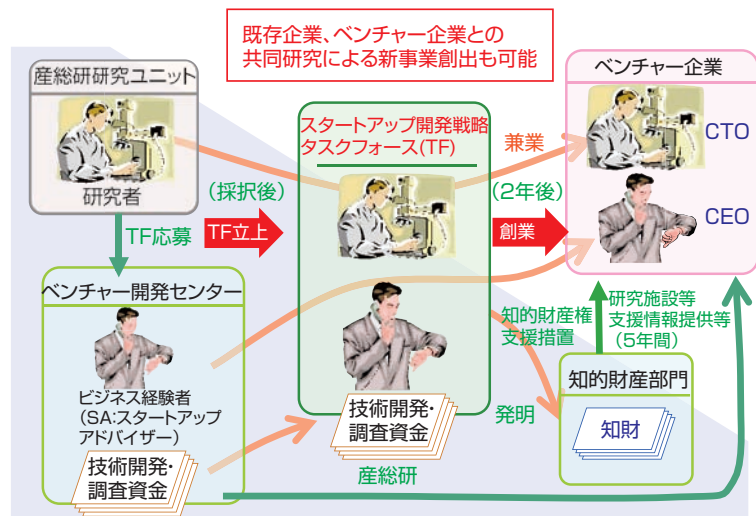 既存企業、ベンチャー企業との
共同研究による新事業創出も可能
産総研研究ユニット
研究者
TF応募
(採択後)
TF立上
スタートアップ開発戦略
タスクフォース(TF)
兼業
(2年後)
創業
ベンチャー企業
CTO
CEO
ベンチャー開発センター
ビジネス経験者
(SA:スタートアップ
アドバイザー)
技術開発・
調査資金
技術開発・
調査資金
産総研
発明
知的財産権
支援措置
研究施設等
支援情報提供等
(5年間)
知的財産部門
知財